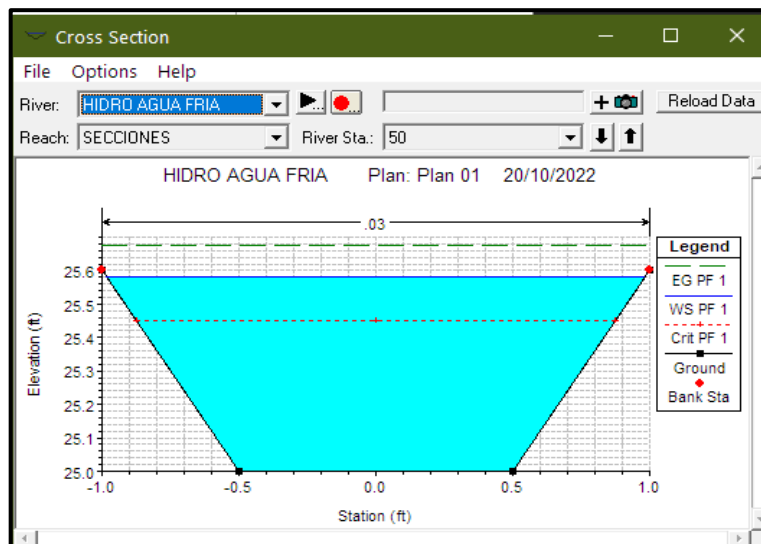 Cross Section
File Options Help
River: HIDRO AGUA FRIA Reload Data
Reach: SECCIONES River Sta.: 50
HIDRO AGUA FRIA Plan: Plan 01 20/10/2022
.03
Legend
EG PF 1
WS PF 1
Crit PF 1
Ground
Bank Sta
Elevation (ft)
25.6
25.5
25.4
25.3
25.2
25.1
25.0
-1.0 -0.5 0.0 0.5 1.0
Station (ft)